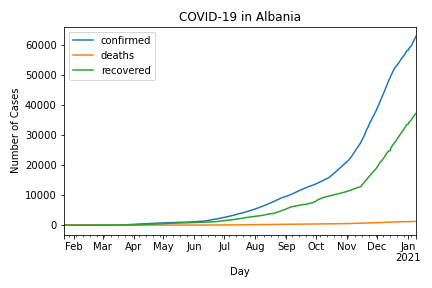 COVID-19 in Albania
confirmed
deaths
recovered
Number of Cases
60000
50000
40000
30000
20000
10000
0
Feb Mar Apr May Jun Jul Aug Sep Oct Nov Dec Jan
2021
Day